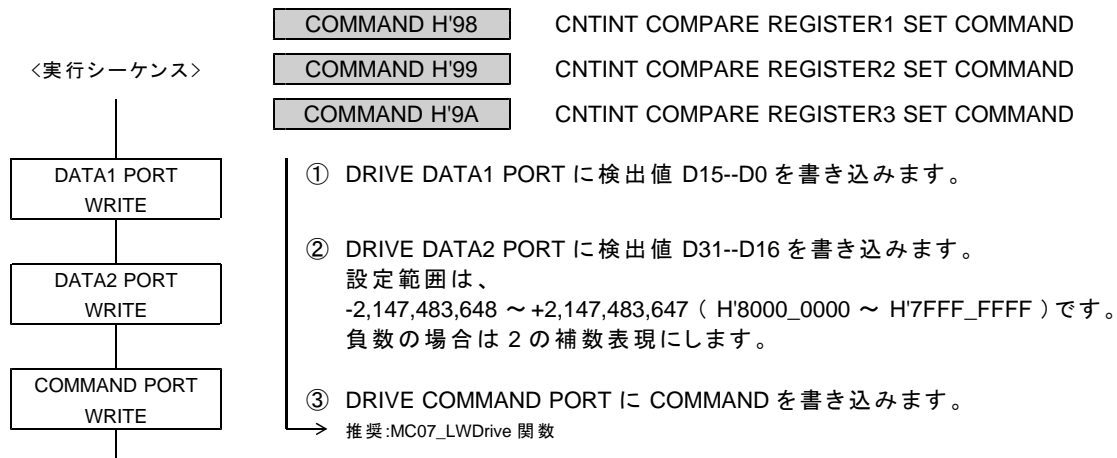 COMMAND H'98 CNTINT COMPARE REGISTER1 SET COMMAND
〈実行シーケンス〉
COMMAND H'99 CNTINT COMPARE REGISTER2 SET COMMAND
COMMAND H'9A CNTINT COMPARE REGISTER3 SET COMMAND
DATA1 PORT
WRITE
① DRIVE DATA1 PORT に検出値 D15--D0 を書き込みます。
DATA2 PORT
WRITE
② DRIVE DATA2 PORT に検出値 D31--D16 を書き込みます。
設定範囲は、
-2,147,483,648 ～ +2,147,483,647 ( H'8000_0000 ～ H'7FFF_FFFF ) です。
負数の場合は 2 の補数表現にします。
COMMAND PORT
WRITE
③ DRIVE COMMAND PORT に COMMAND を書き込みます。
推奨:MC07_LWDrive 関数